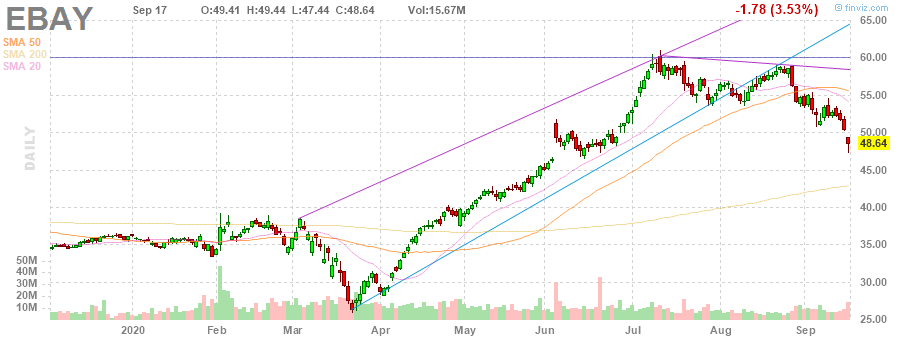 EBAY
Sep 17 O:49.41 H:49.44 L:47.44 C:48.64 Vol:15.67M
-1.78 (3.53%)
© finviz.com
SMA 50
SMA 200
SMA 20
DAILY
65.00
60.00
55.00
50.00
48.64
45.00
40.00
35.00
30.00
25.00
50M
40M
30M
20M
10M
2020 Feb Mar Apr May Jun Jul Aug Sep